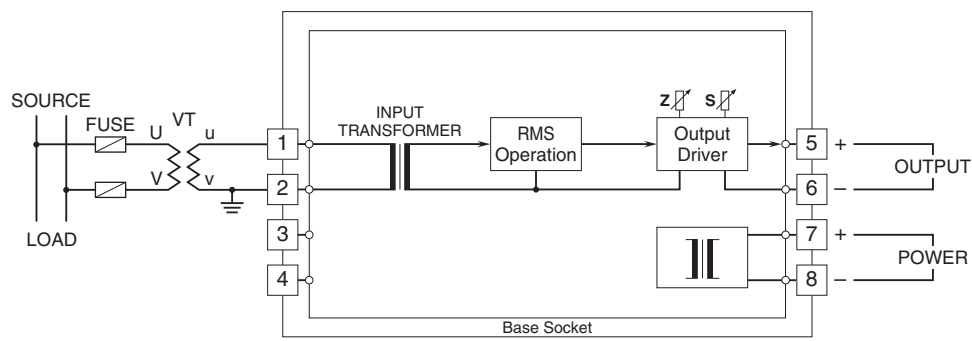 SOURCE
FUSE
VT
U
u
V
v
LOAD
1
2
3
4
INPUT
TRANSFORMER
RMS
Operation
Z
S
Output
Driver
5
+
6
–
OUTPUT
7
+
8
–
POWER
Base Socket